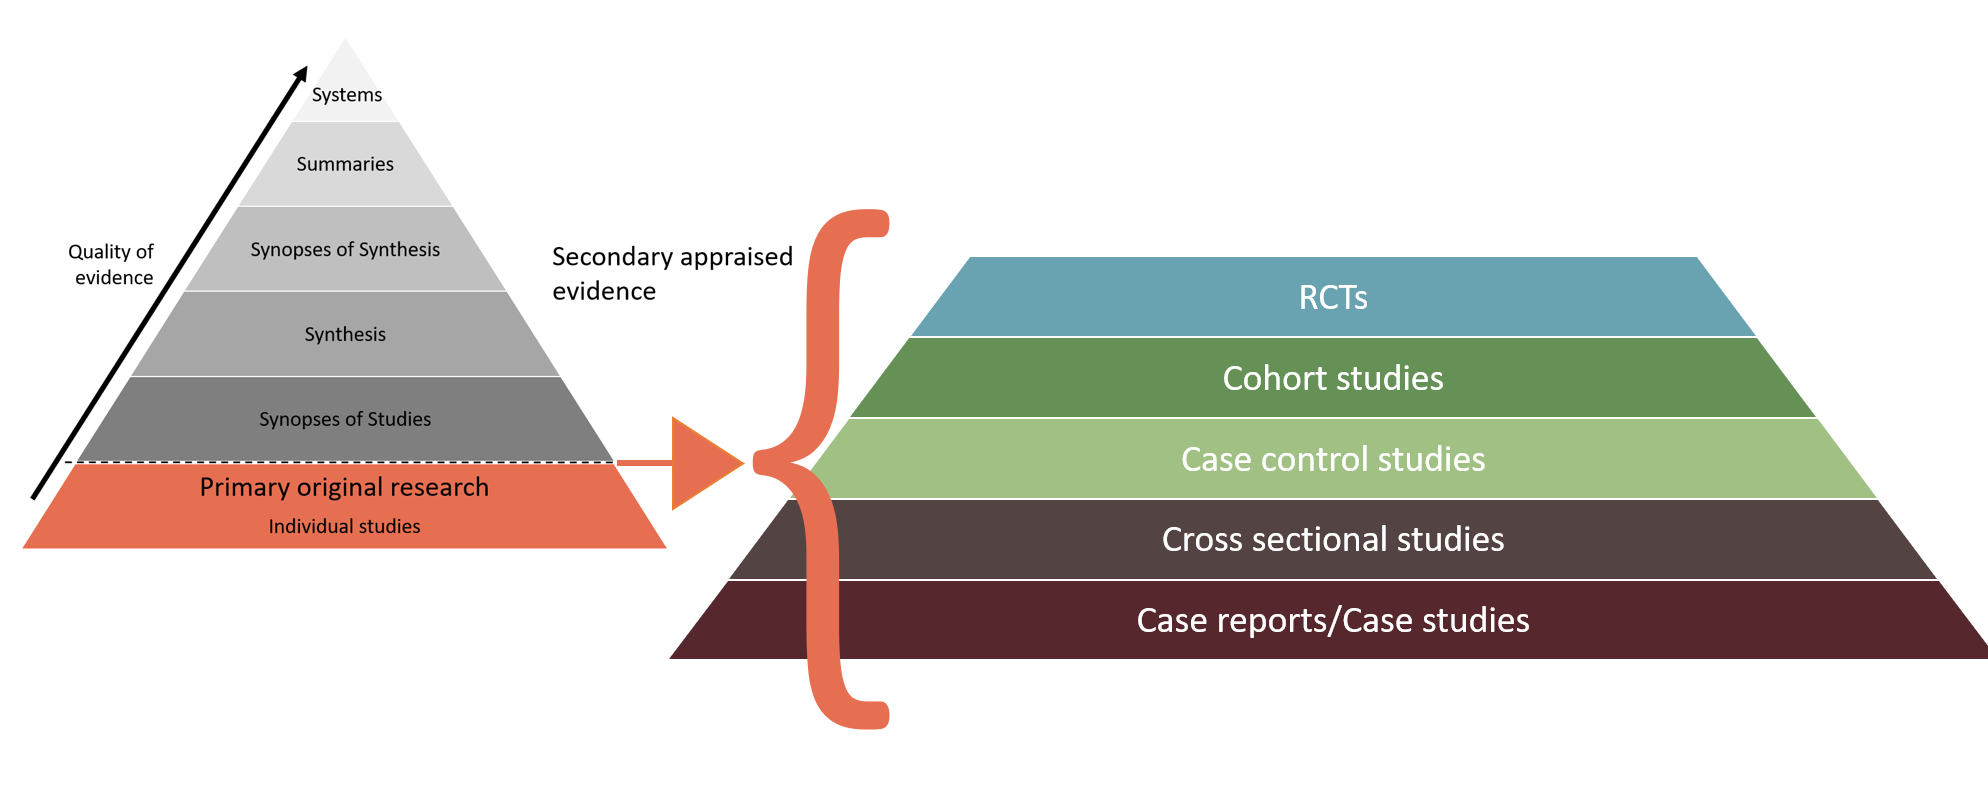 Systems
Summaries
Synopses of Synthesis
Synthesis
Synopses of Studies
Primary original research
Individual studies
Quality of
evidence
Secondary appraised
evidence
RCTs
Cohort studies
Case control studies
Cross sectional studies
Case reports/Case studies